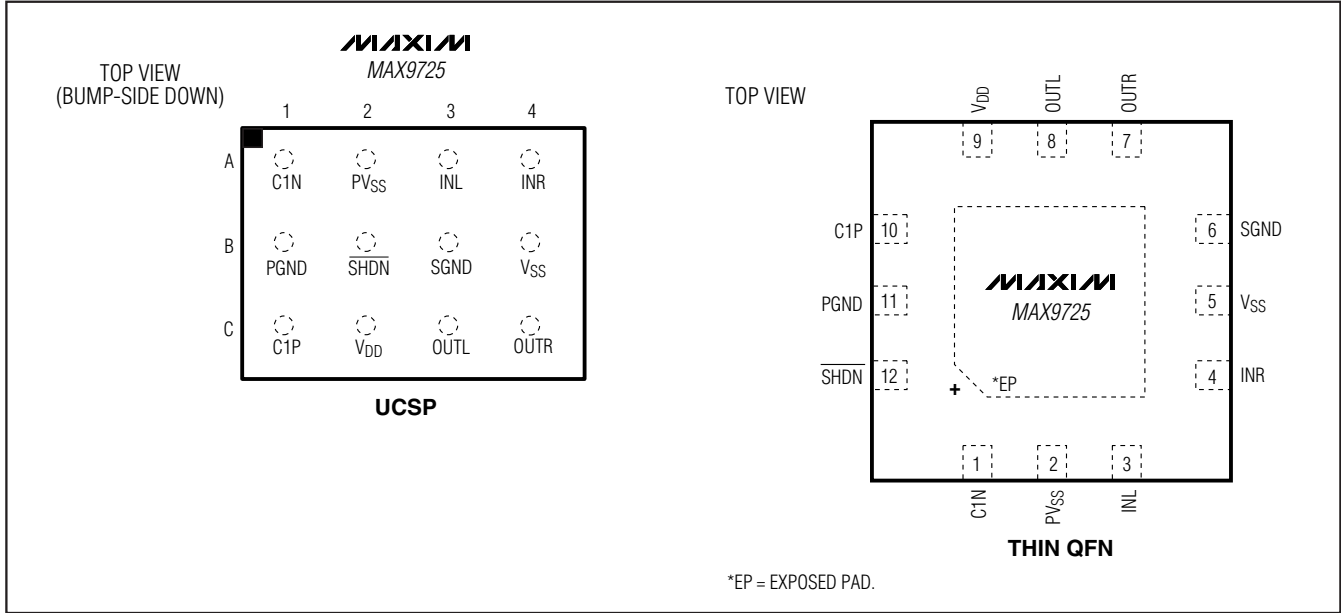 MAXIM
MAX9725
TOP VIEW
(BUMP-SIDE DOWN)
1 2 3 4
A
C1N PVSS INL INR
B
PGND SHDN SGND VSS
C
C1P VDD OUTL OUTR
UCSP
TOP VIEW
VDD OUTL OUTR
9 8 7
C1P 10 6 SGND
MAXIM
PGND 11 5 VSS
MAX9725
SHDN 12 4 INR
+ *EP
1 2 3
C1N PVSS INL
THIN QFN
*EP = EXPOSED PAD.